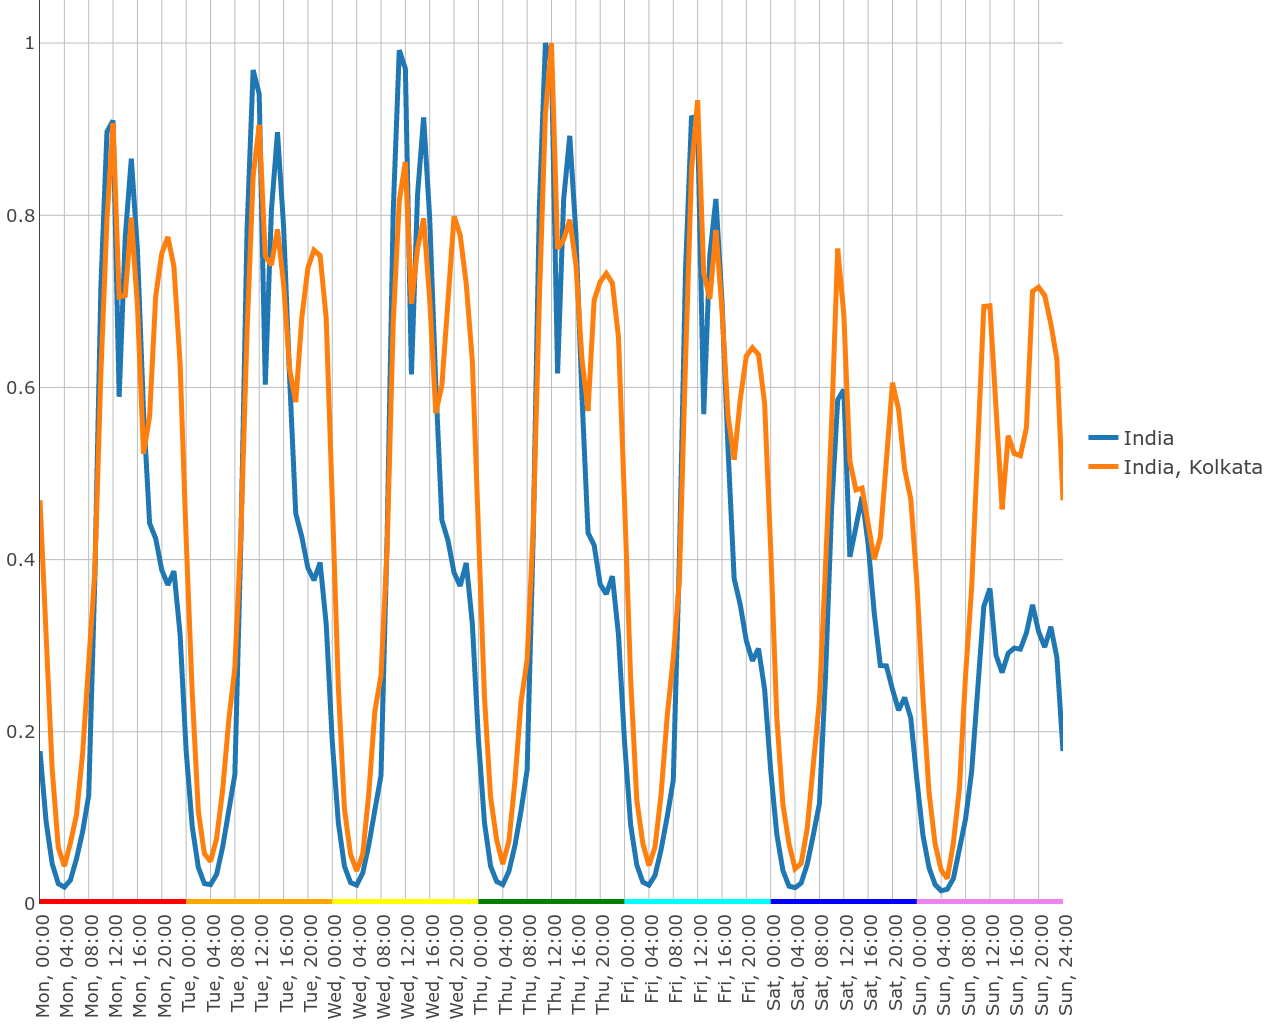 1
0.8
0.6
0.4
0.2
0
Mon, 00:00
Mon, 04:00
Mon, 08:00
Mon, 12:00
Mon, 16:00
Mon, 20:00
Tue, 00:00
Tue, 04:00
Tue, 08:00
Tue, 12:00
Tue, 16:00
Tue, 20:00
Wed, 00:00
Wed, 04:00
Wed, 08:00
Wed, 12:00
Wed, 16:00
Wed, 20:00
Thu, 00:00
Thu, 04:00
Thu, 08:00
Thu, 12:00
Thu, 16:00
Thu, 20:00
Fri, 00:00
Fri, 04:00
Fri, 08:00
Fri, 12:00
Fri, 16:00
Fri, 20:00
Sat, 00:00
Sat, 04:00
Sat, 08:00
Sat, 12:00
Sat, 16:00
Sat, 20:00
Sun, 00:00
Sun, 04:00
Sun, 08:00
Sun, 12:00
Sun, 16:00
Sun, 20:00
Sun, 24:00
India
India, Kolkata